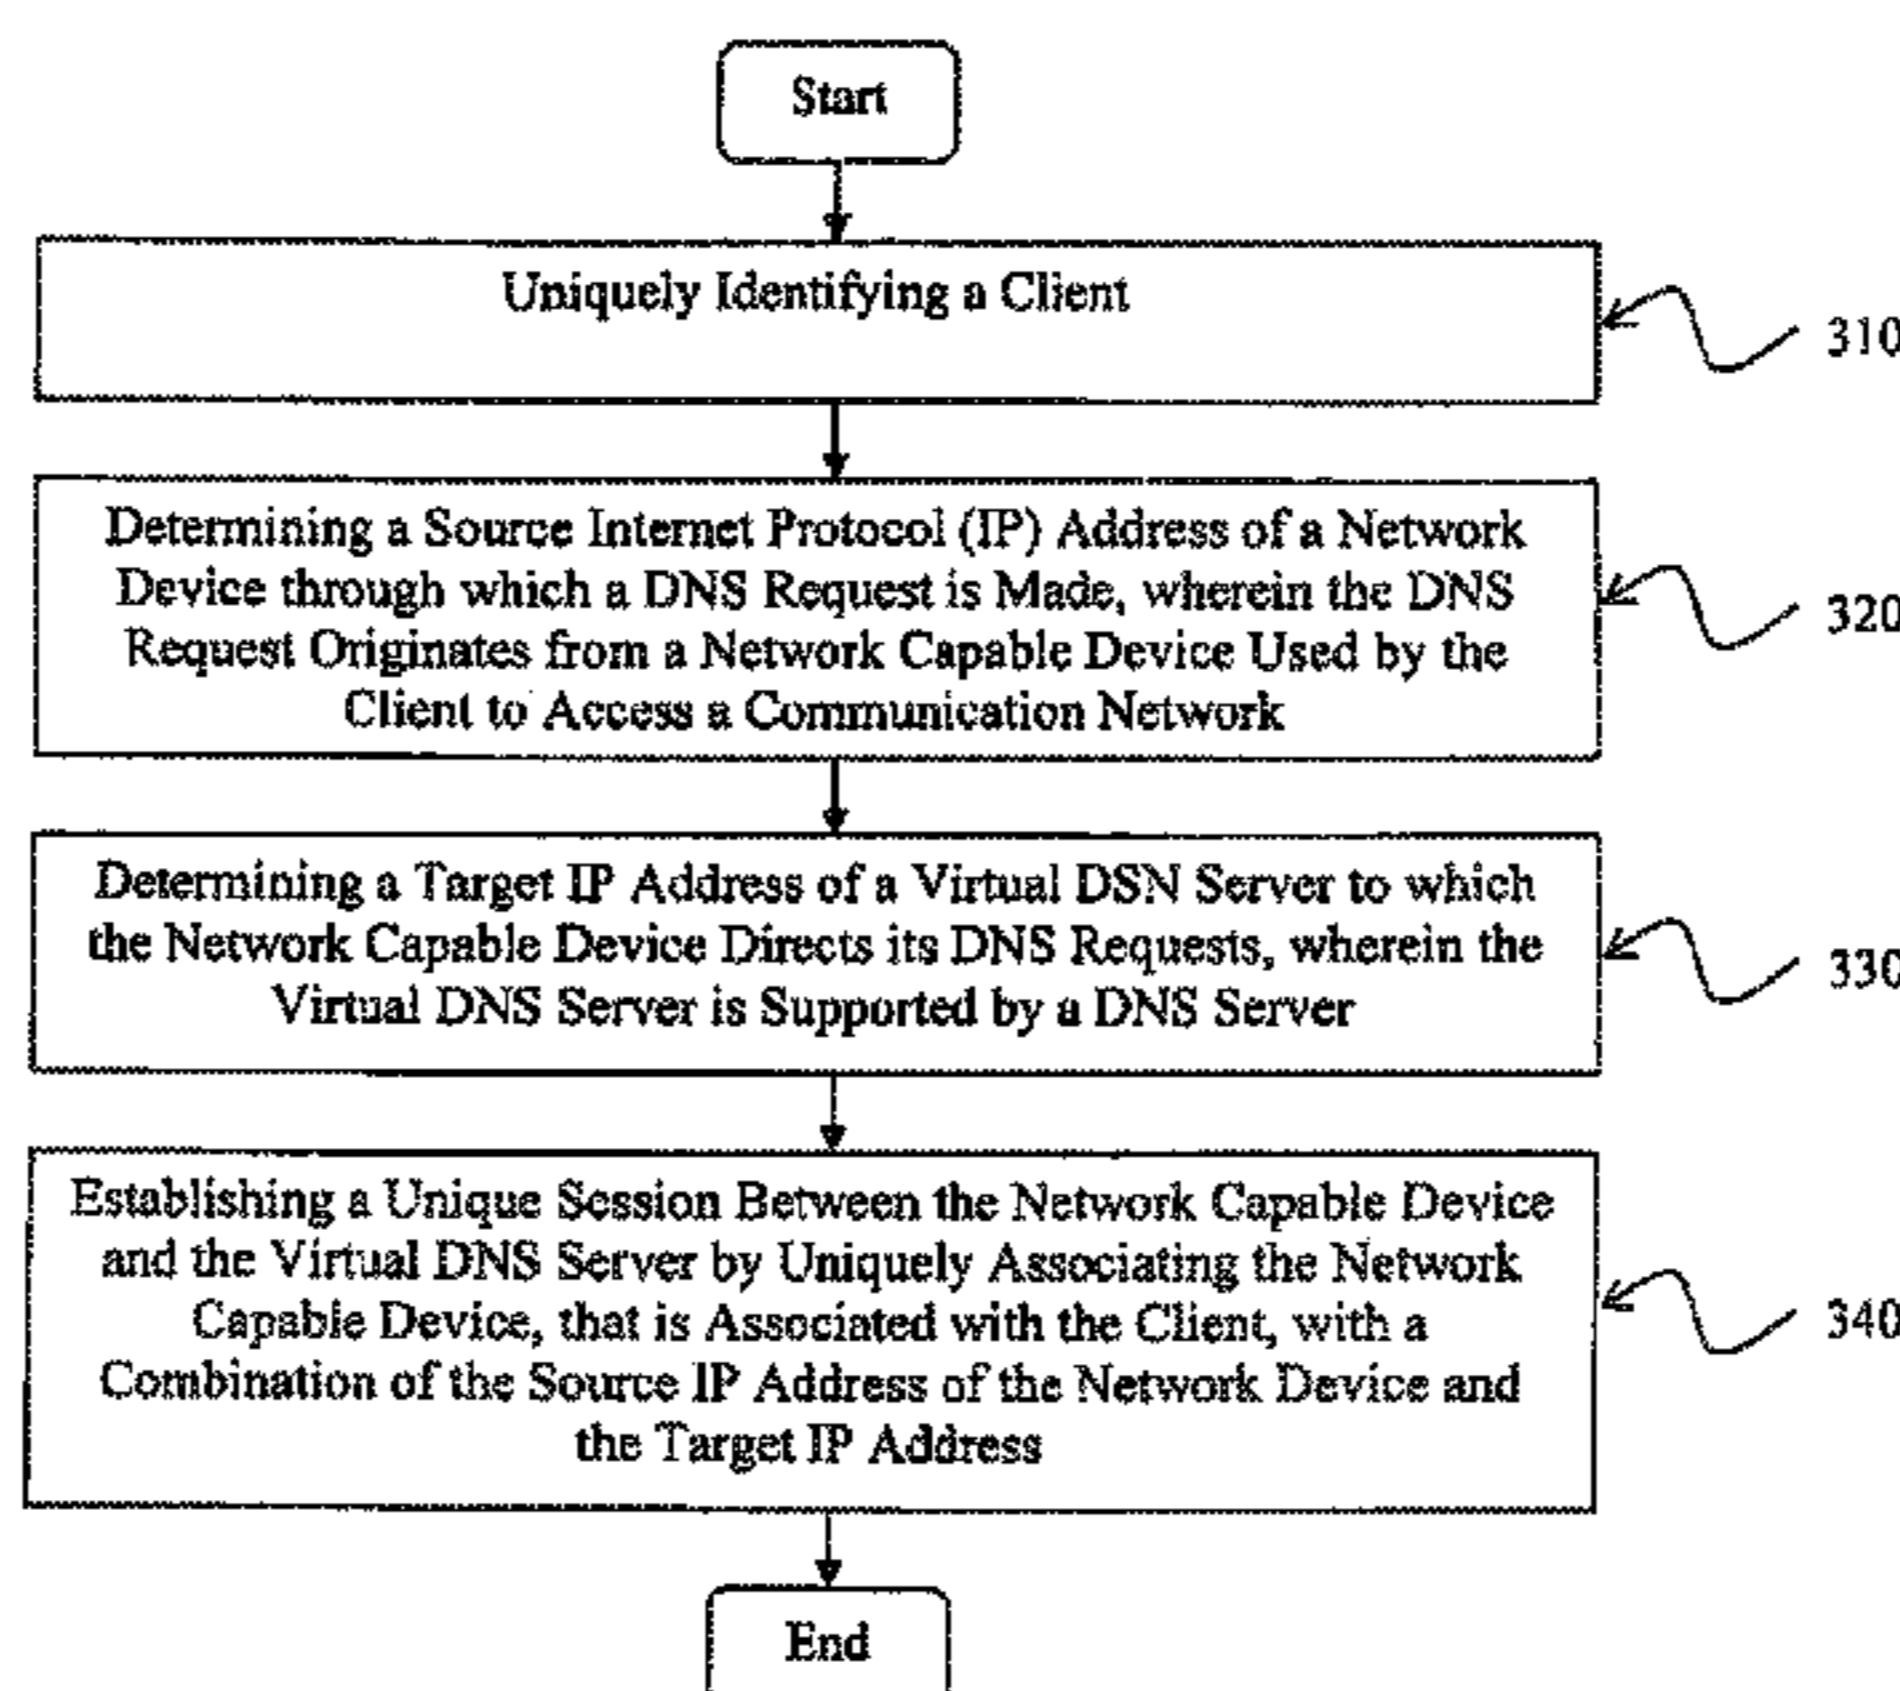 Start
Uniquely Identifying a Client
310
Determining a Source Internet Protocol (IP) Address of a Network
Device through which a DNS Request is Made, wherein the DNS
Request Originates from a Network Capable Device Used by the
Client to Access a Communication Network
320
Determining a Target IP Address of a Virtual DSN Server to which
the Network Capable Device Directs its DNS Requests, wherein the
Virtual DNS Server is Supported by a DNS Server
330
Establishing a Unique Session Between the Network Capable Device
and the Virtual DNS Server by Uniquely Associating the Network
Capable Device, that is Associated with the Client, with a
Combination of the Source IP Address of the Network Device and
the Target IP Address
340
End